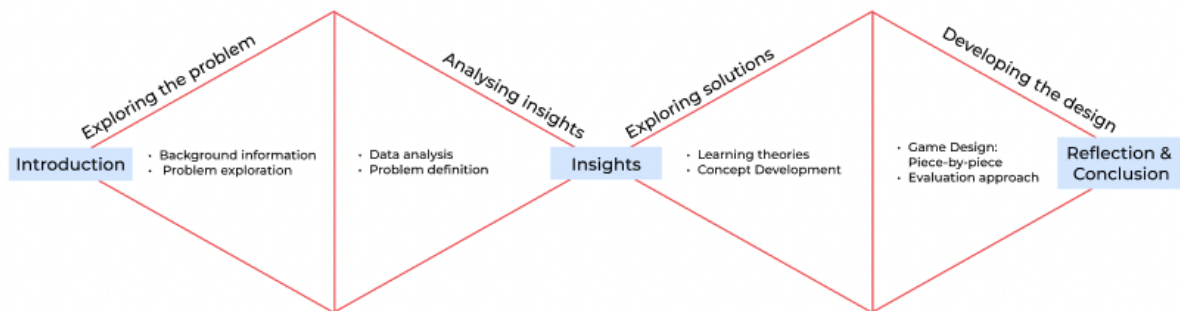 Exploring the problem
Analysing insights
Exploring solutions
Developing the design
Introduction
• Background information
• Problem exploration
• Data analysis
• Problem definition
Insights
• Learning theories
• Concept Development
• Game Design:
Piece-by-piece
• Evaluation approach
Reflection &
Conclusion